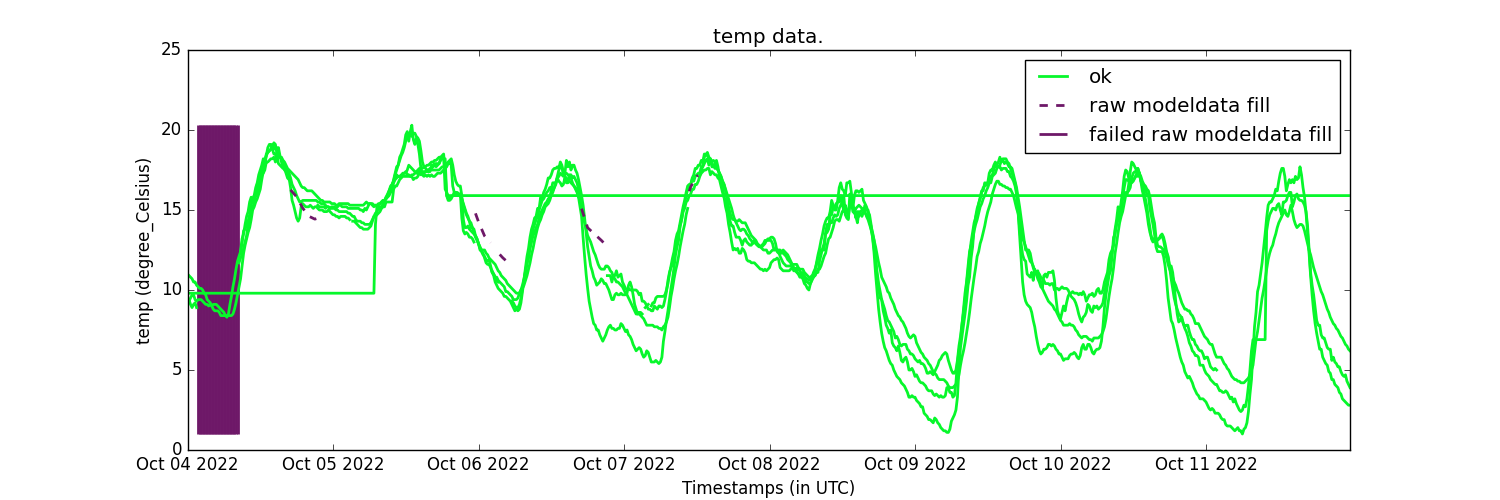 temp data.
25
20
15
10
5
0
temp (degree_Celsius)
ok
raw modeldata fill
failed raw modeldata fill
Oct 04 2022
Oct 05 2022
Oct 06 2022
Oct 07 2022
Oct 08 2022
Oct 09 2022
Oct 10 2022
Oct 11 2022
Timestamps (in UTC)